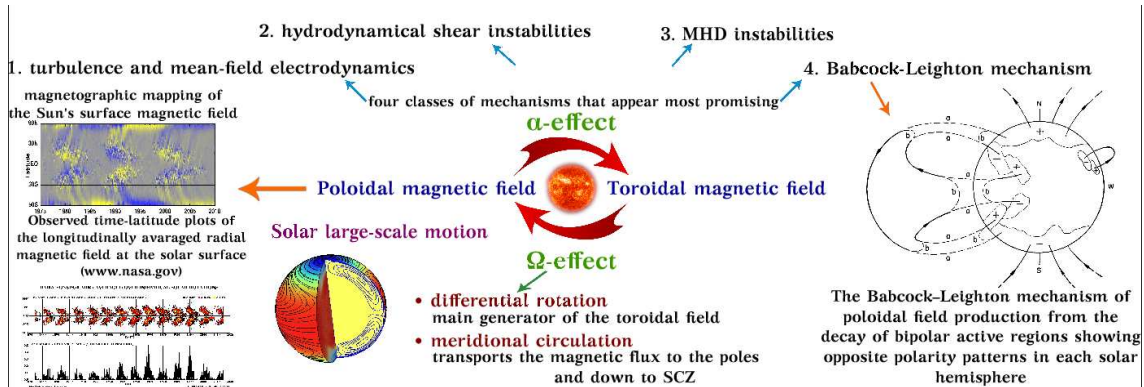 2. hydrodynamical shear instabilities
3. MHD instabilities
1. turbulence and mean-field electrodynamics
4. Babcock-Leighton mechanism
four classes of mechanisms that appear most promising
magnetographic mapping of
the Sun's surface magnetic field
α-effect
Poloidal magnetic field
Toroidal magnetic field
Observed time-latitude plots of
the longitudinally avaraged radial
magnetic field at the solar surface
(www.nasa.gov)
Solar large-scale motion
Ω-effect
• differential rotation
main generator of the toroidal field
• meridional circulation
transports the magnetic flux to the poles
and down to SCZ
N
+
a
a
b
b
b
b
a
a
b
b
a
a
W
S
The Babcock–Leighton mechanism of
poloidal field production from the
decay of bipolar active regions showing
opposite polarity patterns in each solar
hemisphere